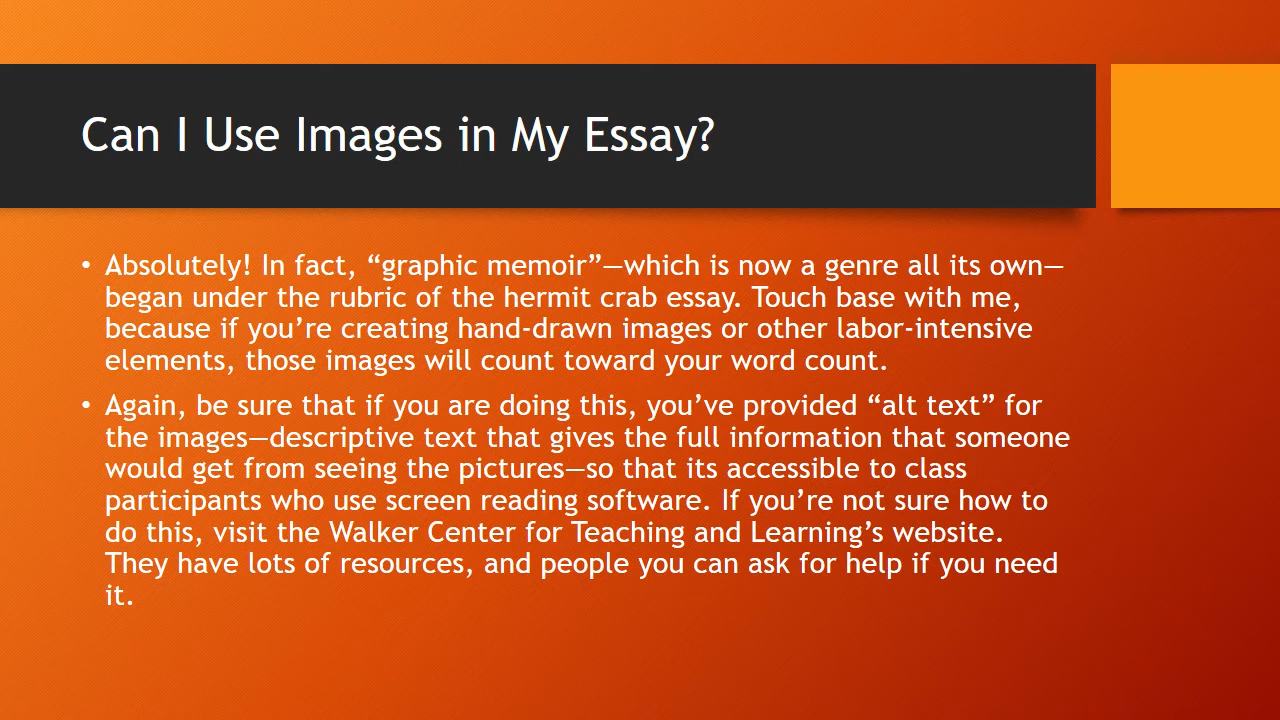 Can I Use Images in My Essay?
• Absolutely! In fact, “graphic memoir”—which is now a genre all its own—
began under the rubric of the hermit crab essay. Touch base with me,
because if you’re creating hand-drawn images or other labor-intensive
elements, those images will count toward your word count.
• Again, be sure that if you are doing this, you’ve provided “alt text” for
the images—descriptive text that gives the full information that someone
would get from seeing the pictures—so that its accessible to class
participants who use screen reading software. If you’re not sure how to
do this, visit the Walker Center for Teaching and Learning’s website.
They have lots of resources, and people you can ask for help if you need
it.